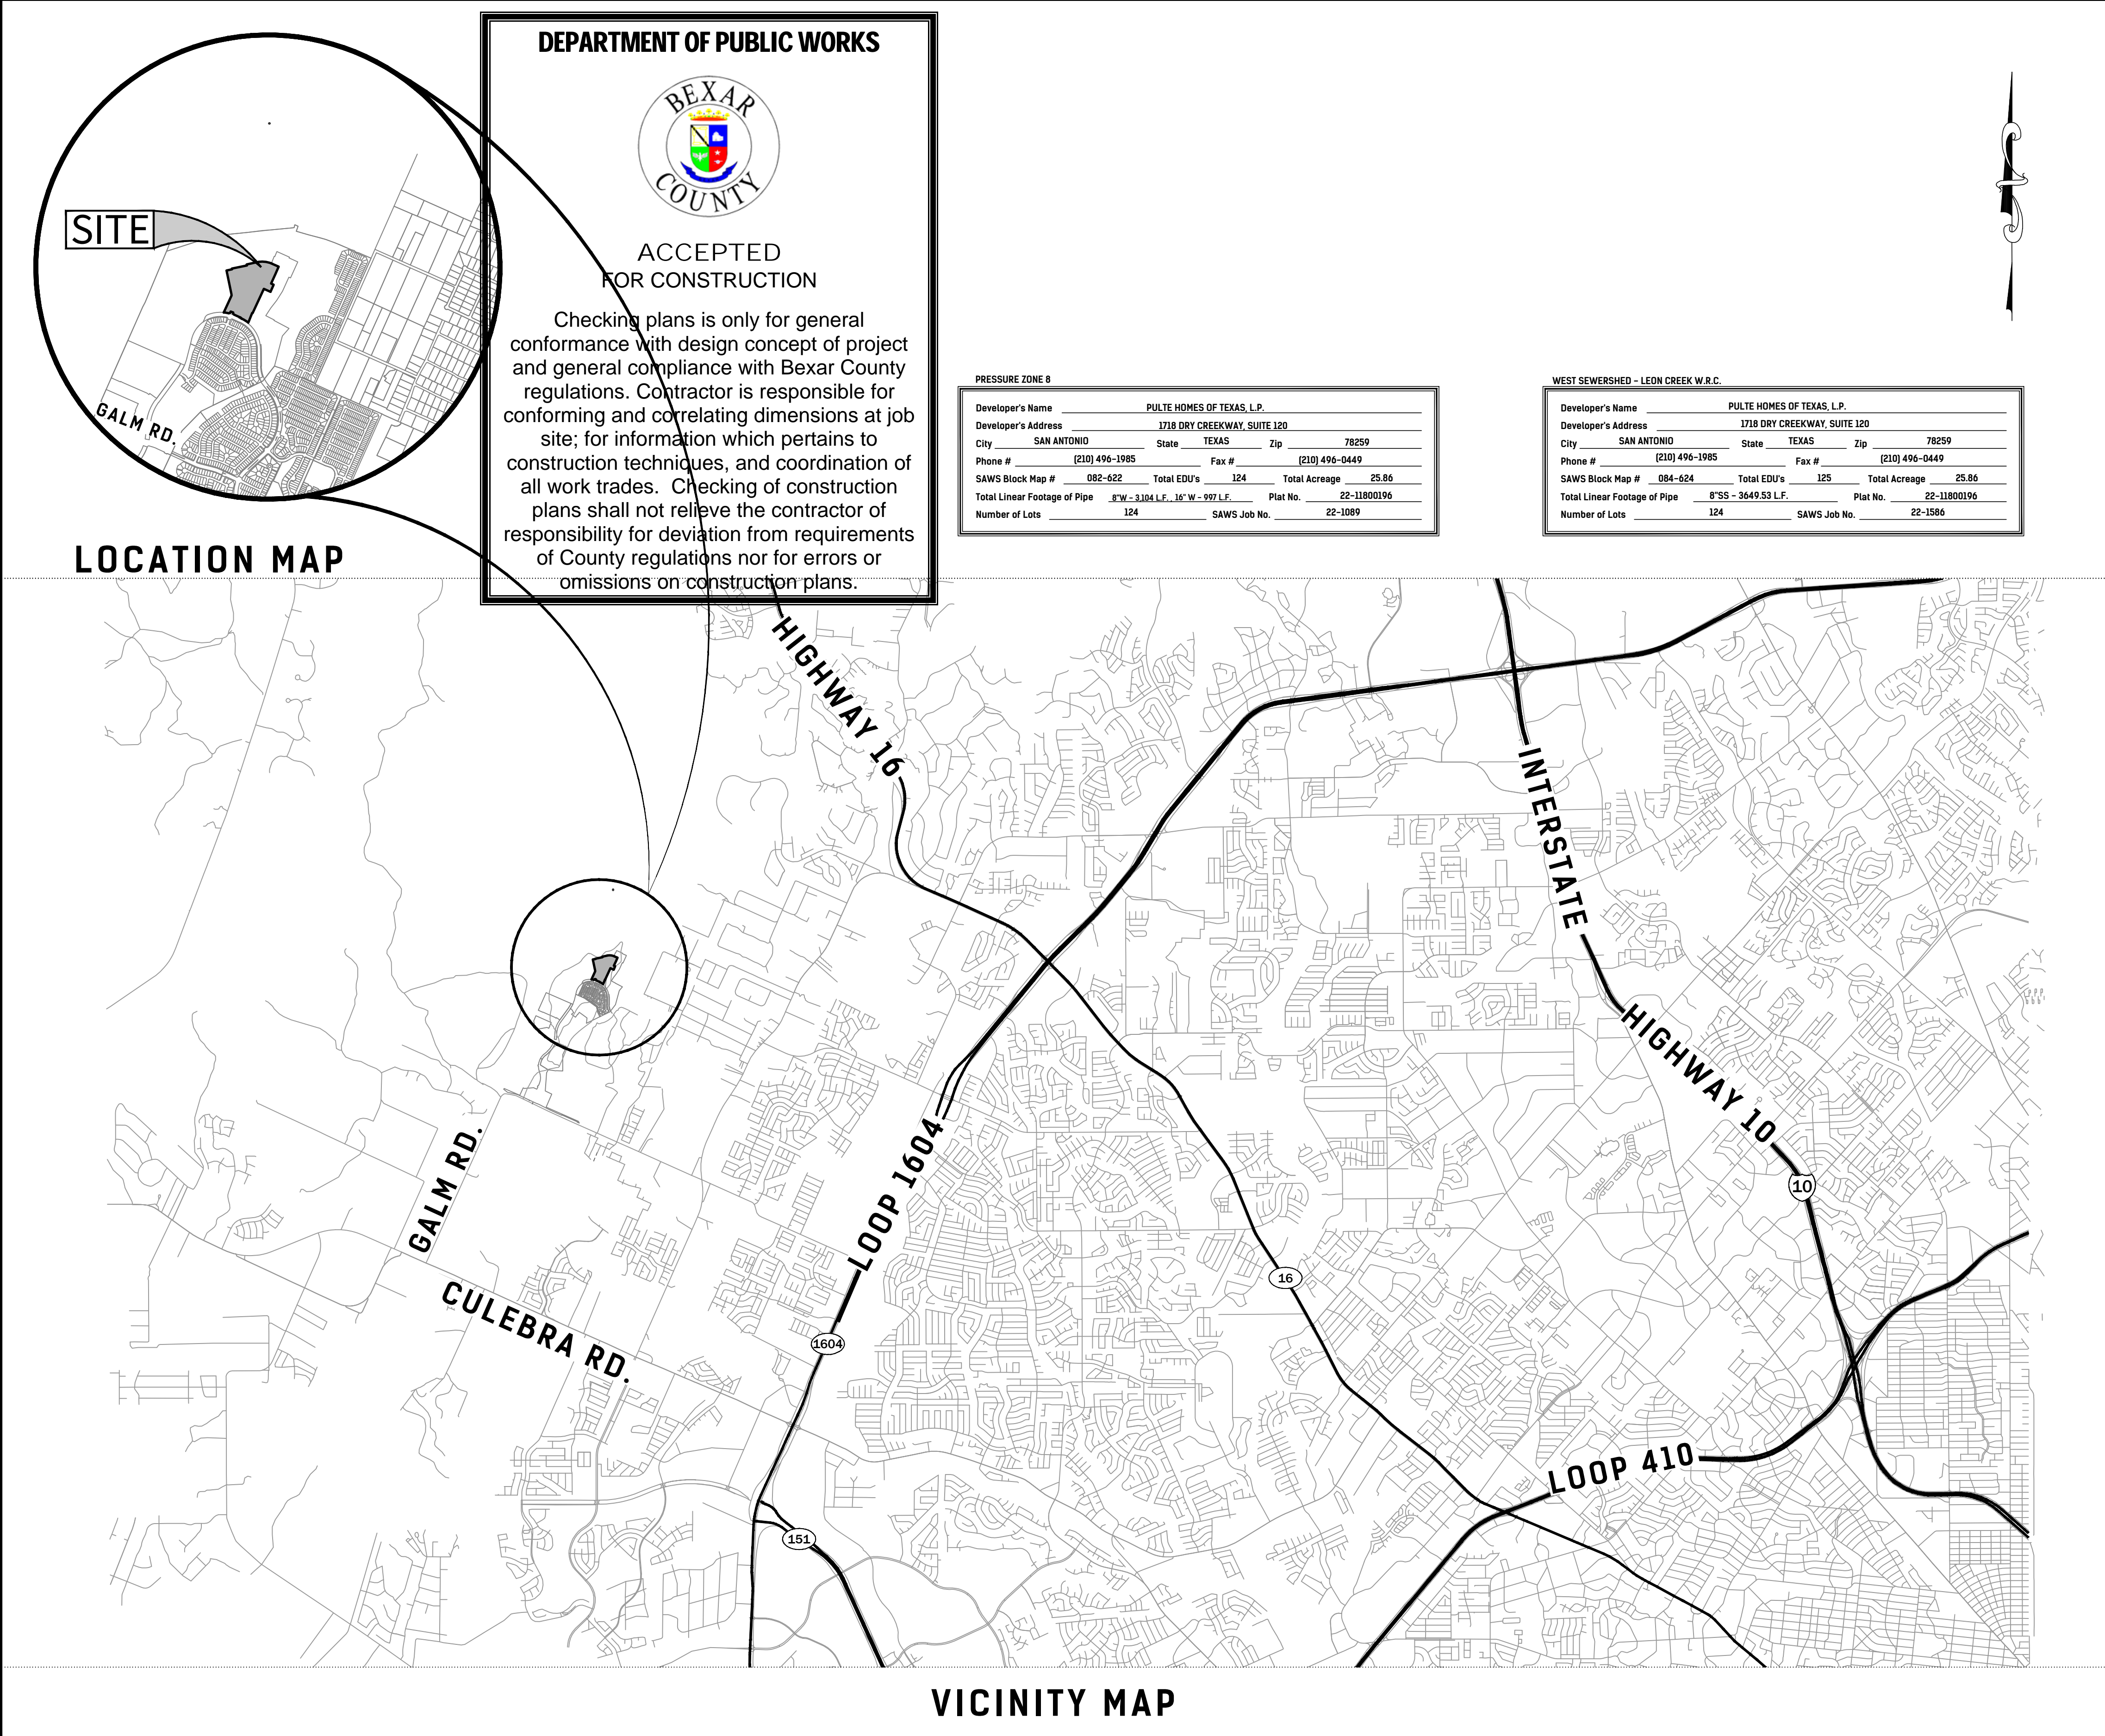 DEPARTMENT OF PUBLIC WORKS
BEXAR
COUNTY
ACCEPTED
FOR CONSTRUCTION
Checking plans is only for general
conformance with design concept of project
and general compliance with Bexar County
regulations. Contractor is responsible for
conforming and correlating dimensions at job
site; for information which pertains to
construction techniques, and coordination of
all work trades.  Checking of construction
plans shall not relieve the contractor of
responsibility for deviation from requirements
of County regulations nor for errors or
omissions on construction plans.
SITE
GALM RD.
LOCATION MAP
PRESSURE ZONE 8
Developer's Name PULTE HOMES OF TEXAS, L.P.
Developer's Address 1718 DRY CREEKWAY, SUITE 120
City SAN ANTONIO State TEXAS Zip 78259
Phone # (210) 496-1985 Fax # (210) 496-0449
SAWS Block Map # 082-622 Total EDU's 124 Total Acreage 25.86
Total Linear Footage of Pipe 8"W - 3,104 L.F., 16" W - 997 L.F. Plat No. 22-11800196
Number of Lots 124 SAWS Job No. 22-1089
WEST SEWERSHED - LEON CREEK W.R.C.
Developer's Name PULTE HOMES OF TEXAS, L.P.
Developer's Address 1718 DRY CREEKWAY, SUITE 120
City SAN ANTONIO State TEXAS Zip 78259
Phone # (210) 496-1985 Fax # (210) 496-0449
SAWS Block Map # 084-624 Total EDU's 125 Total Acreage 25.86
Total Linear Footage of Pipe 8"SS - 3649.53 L.F. Plat No. 22-11800196
Number of Lots 124 SAWS Job No. 22-1586
HIGHWAY 16
INTERSTATE
HIGHWAY 10
10
GALM RD.
LOOP 1604
16
CULEBRA RD.
1604
LOOP 410
151
VICINITY MAP